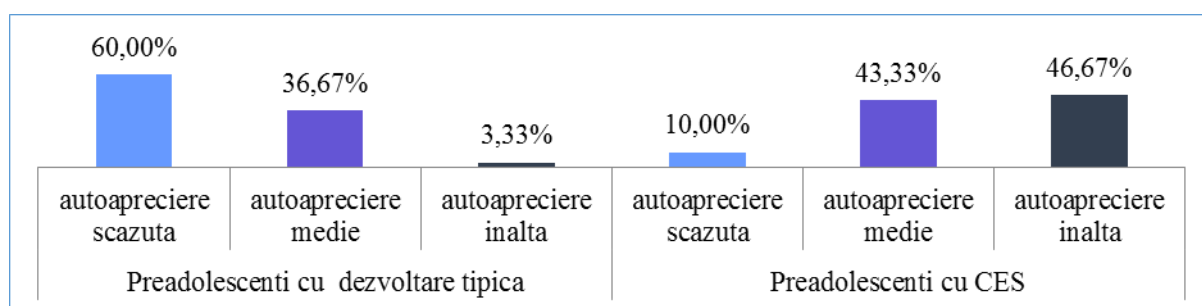 60,00%
36,67%
3,33%
10,00%
43,33%
46,67%
autoapreciere
scazuta
autoapreciere
medie
autoapreciere
inalta
autoapreciere
scazuta
autoapreciere
medie
autoapreciere
inalta
Preadolescenti cu dezvoltare tipica
Preadolescenti cu CES